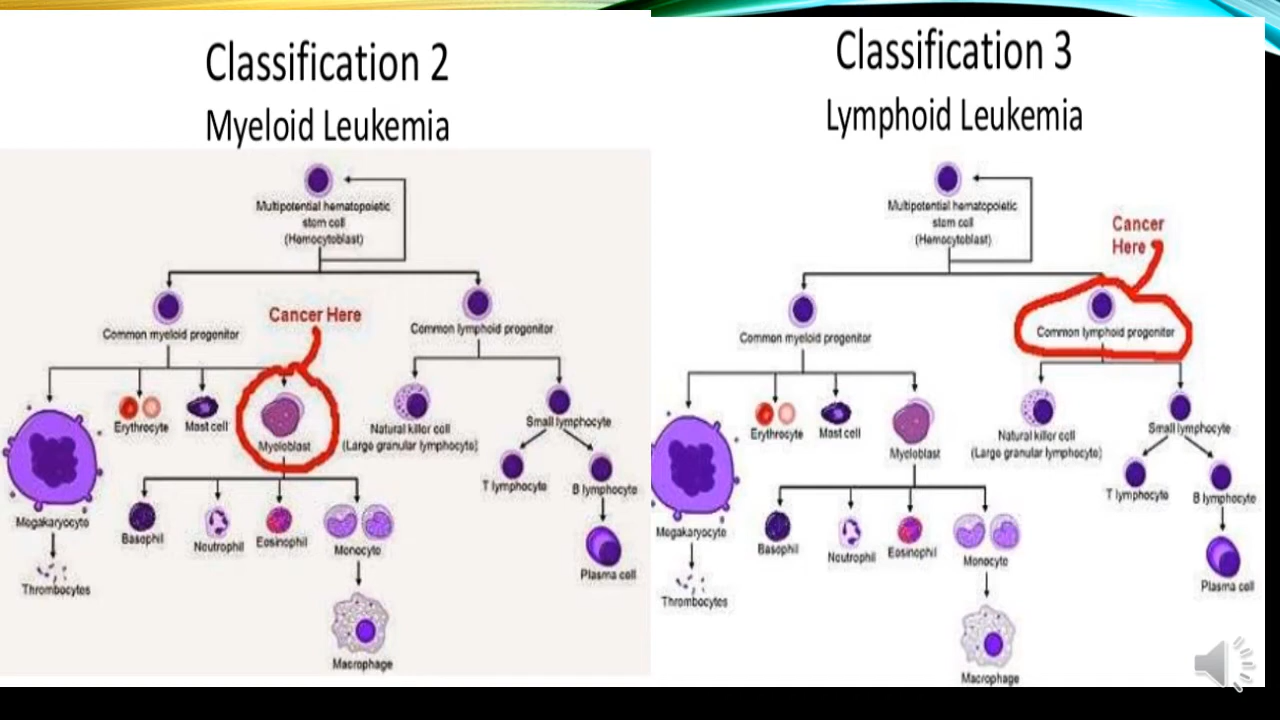 Classification 2
Myeloid Leukemia
Multipotential hematopoietic
stem cell
(Hemocytoblast)
Cancer Here
Common myeloid progenitor
Common lymphoid progenitor
Erythrocyte
Mast cell
Myeloblast
Natural killer cell
(Large granular lymphocyte)
Small lymphocyte
T lymphocyte
B lymphocyte
Megakaryocyte
Basophil
Neutrophil
Eosinophil
Monocyte
Plasma cell
Thrombocytes
Macrophage
Classification 3
Lymphoid Leukemia
Multipotential hematopoietic
stem cell
(Hemocytoblast)
Cancer
Here
Common myeloid progenitor
Common lymphoid progenitor
Erythrocyte
Mast cell
Myeloblast
Natural killer cell
(Large granular lymphocyte)
Small lymphocyte
T lymphocyte
B lymphocyte
Megakaryocyte
Basophil
Neutrophil
Eosinophil
Monocyte
Plasma cell
Thrombocytes
Macrophage